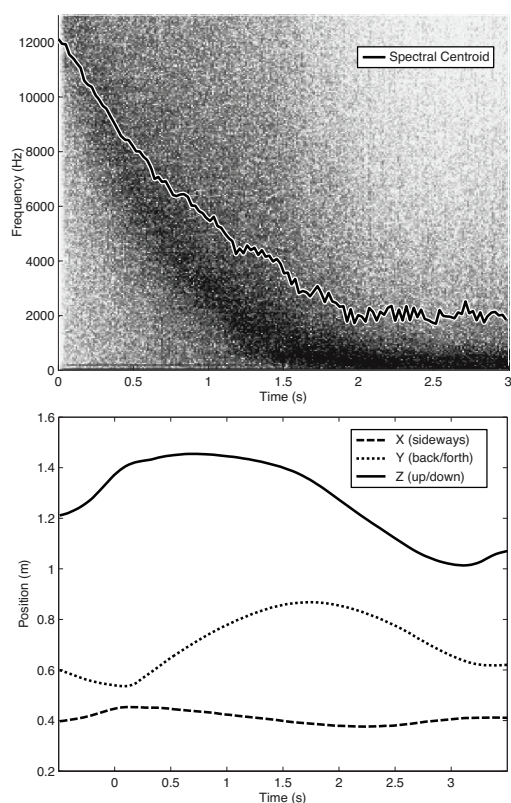 12000
10000
8000
6000
4000
2000
0
Frequency (Hz)
Spectral Centroid
0 0.5 1 1.5 2 2.5 3
Time (s)
1.6
1.4
1.2
1
0.8
0.6
0.4
0.2
Position (m)
X (sideways)
Y (back/forth)
Z (up/down)
0 0.5 1 1.5 2 2.5 3
Time (s)